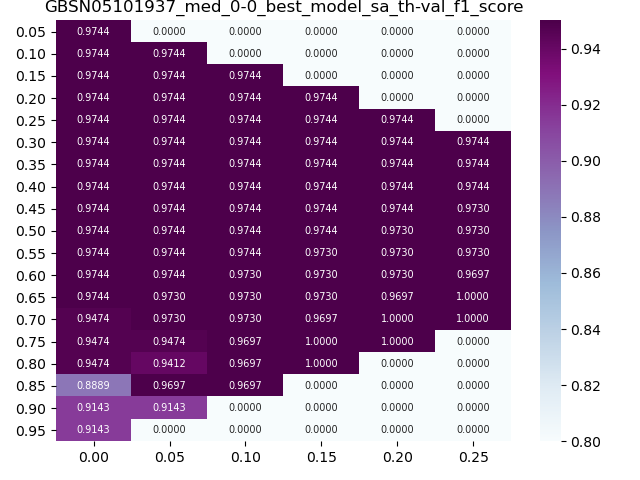 GBSN05101937_med_0-0_best_model_sa_th-val_f1_score
0.05 0.9744 0.0000 0.0000 0.0000 0.0000 0.0000
0.10 0.9744 0.9744 0.0000 0.0000 0.0000 0.0000
0.15 0.9744 0.9744 0.9744 0.0000 0.0000 0.0000
0.20 0.9744 0.9744 0.9744 0.9744 0.0000 0.0000
0.25 0.9744 0.9744 0.9744 0.9744 0.9744 0.0000
0.30 0.9744 0.9744 0.9744 0.9744 0.9744 0.9744
0.35 0.9744 0.9744 0.9744 0.9744 0.9744 0.9744
0.40 0.9744 0.9744 0.9744 0.9744 0.9744 0.9744
0.45 0.9744 0.9744 0.9744 0.9744 0.9744 0.9730
0.50 0.9744 0.9744 0.9744 0.9744 0.9730 0.9730
0.55 0.9744 0.9744 0.9744 0.9730 0.9730 0.9730
0.60 0.9744 0.9744 0.9730 0.9730 0.9730 0.9697
0.65 0.9744 0.9730 0.9730 0.9730 0.9697 1.0000
0.70 0.9474 0.9730 0.9730 0.9697 1.0000 1.0000
0.75 0.9474 0.9474 0.9697 1.0000 1.0000 0.0000
0.80 0.9474 0.9412 0.9697 1.0000 0.0000 0.0000
0.85 0.8889 0.9697 0.9697 0.0000 0.0000 0.0000
0.90 0.9143 0.9143 0.0000 0.0000 0.0000 0.0000
0.95 0.9143 0.0000 0.0000 0.0000 0.0000 0.0000
0.00 0.05 0.10 0.15 0.20 0.25
0.94
0.92
0.90
0.88
0.86
0.84
0.82
0.80